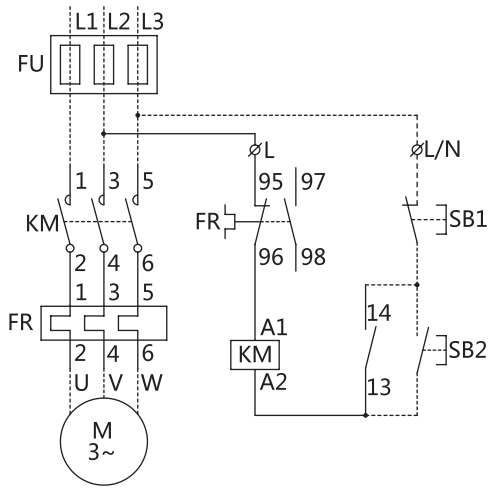 L1 L2 L3
FU
L
L/N
1 3 5
95 97
KM
FR
SB1
2 4 6
96 98
1 3 5
FR
14
A1
KM
SB2
2 4 6
A2
U V W
13
M
3~